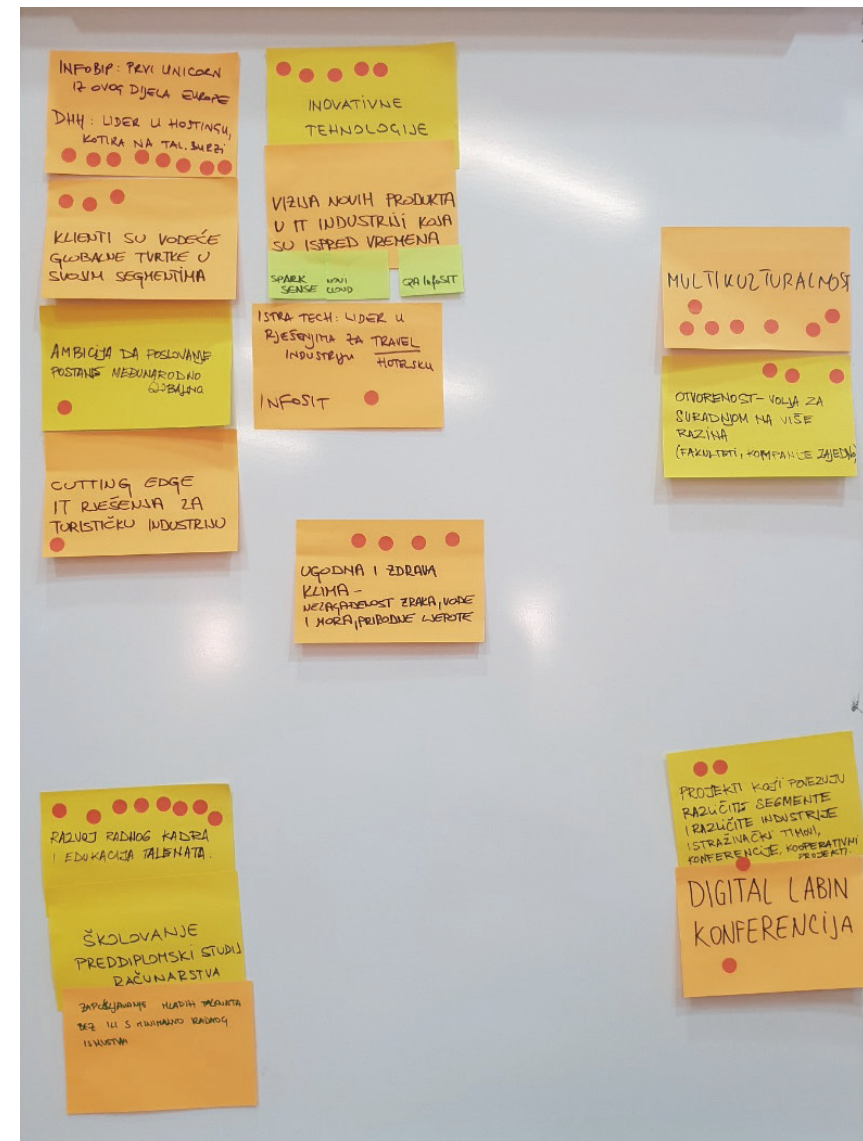 INFOBIP: PRVI UNICORN
IZ OVOG DIJELA EUROPE
DHH: LIDER U HOSTINGU,
KOTIRA NA TAL. BURZI
KLIENTI SU VODEĆE
GLOBALNE TVRTKE U
SVOJIM SEGMENTIMA
AMBICIJA DA POSLOVANJE
POSTANE MEĐUNARODNO
GLOBALNO
CUTTING EDGE
IT RJEŠENJA ZA
TURISTIČKU INDUSTRIJU
INOVATIVNE
TEHNOLOGIJE
VIZIJA NOVIH PRODUKTA
U IT INDUSTRIJI KOJA
SU ISPRED VREMENA
SPARK NOVI
SENSE CLOUD
INFOSIT
ISTRA TECH: LIDER U
RJEŠENJIMA ZA TRAVEL
INDUSTRIJU HOTELSKU
INFOSIT
UGODNA I ZDRAVA
KLIMA -
NEZAGAĐENOST ZRAKA, VODE
I MORA, PRIRODNE LJEPOTE
MULTIKULTURALNOST
OTVORENOST - VOLJA ZA
SURADNJOM NA VIŠE
RAZINA
(FAKULTETI, KOMPANIJE ZAJEDNO)
RAZVOJ RADNOG KADRA
I EDUKACIJA TALENATA.
ŠKOLOVANJE
PREDDIPLOMSKI STUDIJ
RAČUNARSTVA
ZAPOŠLJAVANJE MLADIH TALENATA
BEZ ILI S MINIMALNO RADNOG
ISKUSTVA
PROJEKTI KOJI POVEZUJU
RAZLIČITE SEGMENTE
I RAZLIČITE INDUSTRIJE
ISTRAŽIVAČKI TIMOVI,
KONFERENCIJE, KOOPERATIVNI
PROJEKTI.
DIGITAL LABIN
KONFERENCIJA